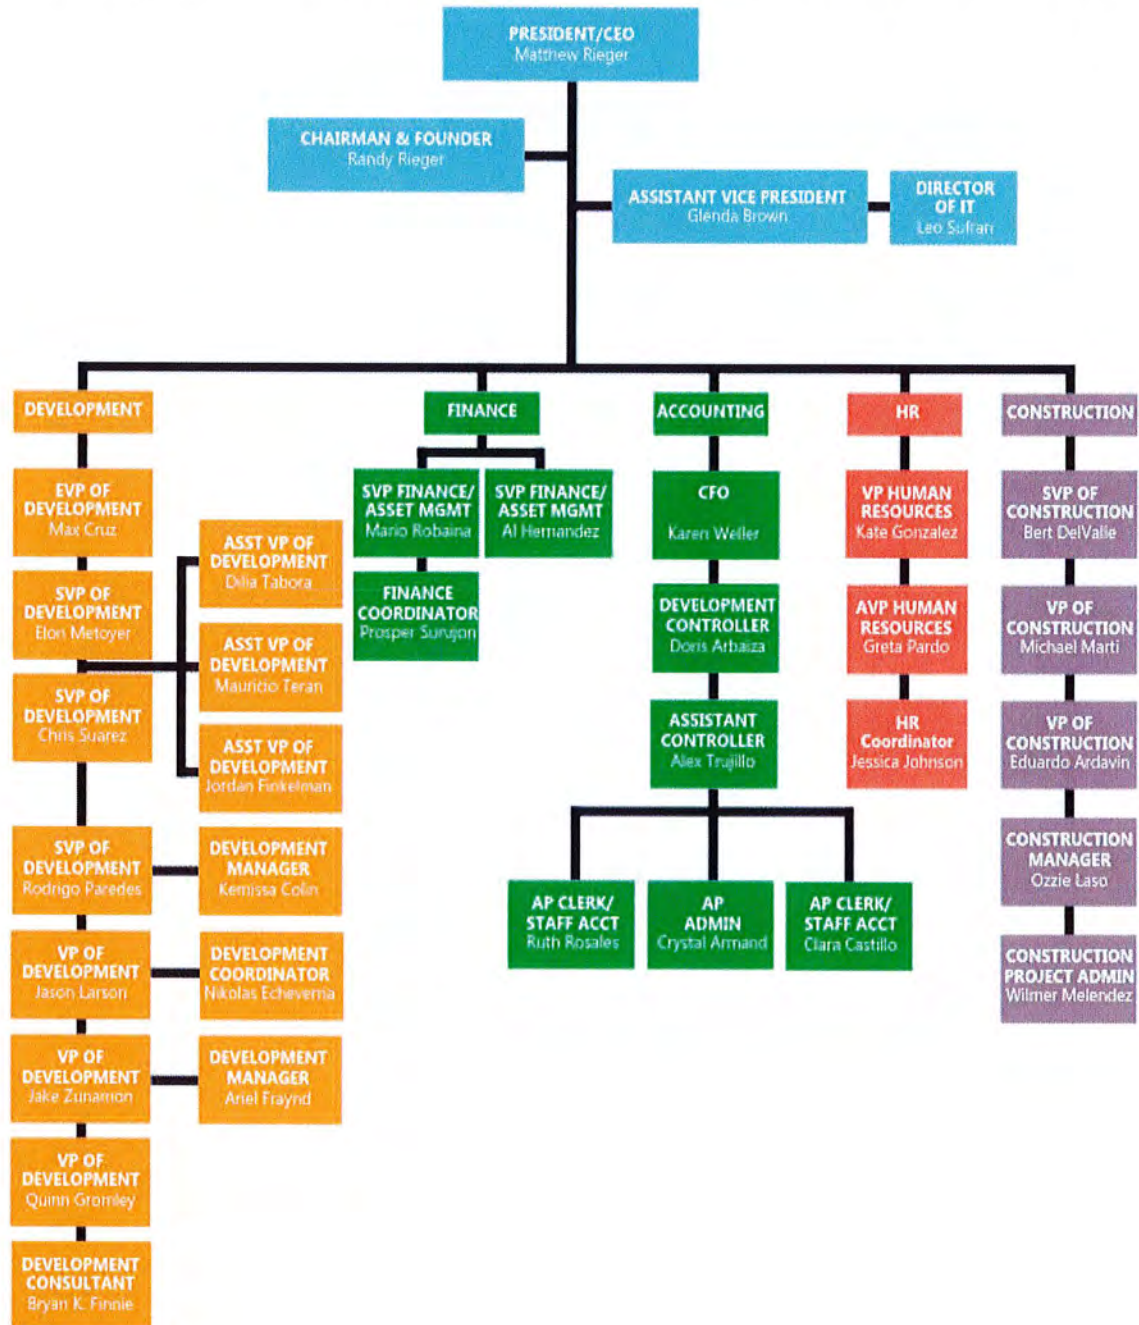 PRESIDENT/CEO
Matthew Rieger
CHAIRMAN & FOUNDER
Randy Rieger
ASSISTANT VICE PRESIDENT
Glenda Brown
DIRECTOR
OF IT
Leo Sufran
DEVELOPMENT
EVP OF
DEVELOPMENT
Max Cruz
SVP OF
DEVELOPMENT
Elon Metoyer
SVP OF
DEVELOPMENT
Chris Suarez
ASST VP OF
DEVELOPMENT
Dilia Tabora
ASST VP OF
DEVELOPMENT
Mauricio Teran
ASST VP OF
DEVELOPMENT
Jordan Finkelman
SVP OF
DEVELOPMENT
Rodrigo Paredes
DEVELOPMENT
MANAGER
Kemissa Colin
VP OF
DEVELOPMENT
Jason Larson
DEVELOPMENT
COORDINATOR
Nikolas Echeverria
VP OF
DEVELOPMENT
Jake Zunamon
DEVELOPMENT
MANAGER
Ariel Fraynd
VP OF
DEVELOPMENT
Quinn Gromley
DEVELOPMENT
CONSULTANT
Bryan K. Finnie
FINANCE
SVP FINANCE/
ASSET MGMT
Mario Robaina
SVP FINANCE/
ASSET MGMT
Al Hernandez
FINANCE
COORDINATOR
Prosper Surujon
ACCOUNTING
CFO
Karen Weller
DEVELOPMENT
CONTROLLER
Doris Arbaiza
ASSISTANT
CONTROLLER
Alex Trujillo
AP CLERK/
STAFF ACCT
Ruth Rosales
AP
ADMIN
Crystal Armand
AP CLERK/
STAFF ACCT
Clara Castillo
HR
VP HUMAN
RESOURCES
Kate Gonzalez
AVP HUMAN
RESOURCES
Greta Pardo
HR
Coordinator
Jessica Johnson
CONSTRUCTION
SVP OF
CONSTRUCTION
Bert DelValle
VP OF
CONSTRUCTION
Michael Marti
VP OF
CONSTRUCTION
Eduardo Ardavin
CONSTRUCTION
MANAGER
Ozzie Laso
CONSTRUCTION
PROJECT ADMIN
Wilmer Melendez